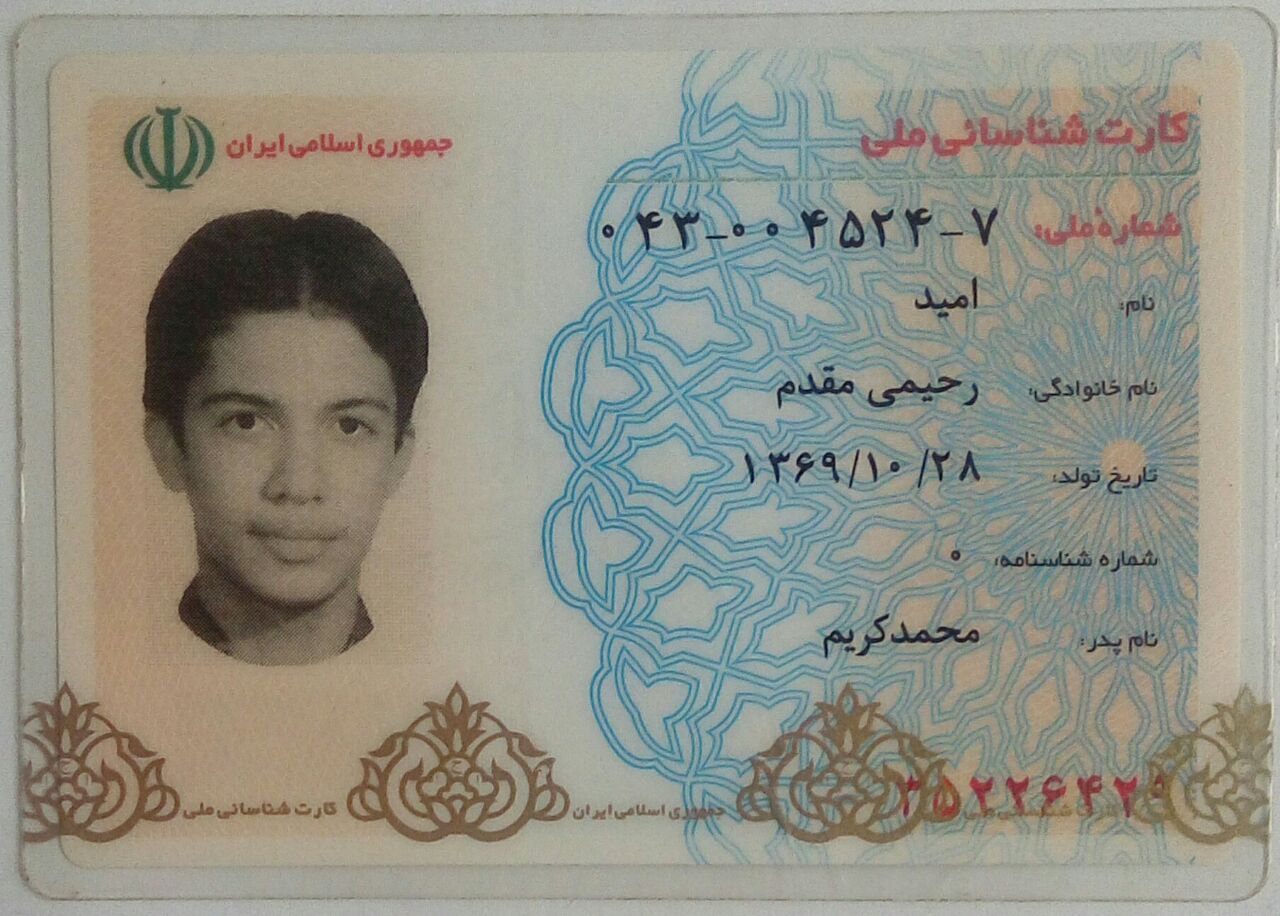 جمهوری اسلامی ایران
کارت شناسائی ملی
شمارهٔ ملی: ۰۴۳-۰۰۴۵۲۴-۷
نام: امید
نام خانوادگی: رحیمی مقدم
تاریخ تولد: ۱۳۶۹/۱۰/۲۸
شماره شناسنامه: ۰
نام پدر: محمدکریم
کارت شناسائی ملی جمهوری اسلامی ایران کارت شناسائی ملی